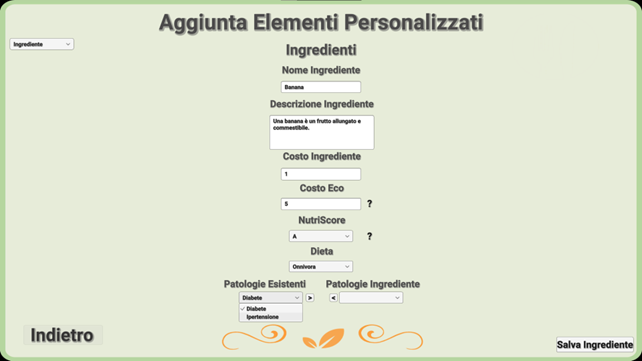 Aggiunta Elementi Personalizzati
Ingrediente
Ingredienti
Nome Ingrediente
Banana
Descrizione Ingrediente
Una banana è un frutto allungato e
commestibile.
Costo Ingrediente
1
Costo Eco
5 ?
NutriScore
A ?
Dieta
Onnivora
Patologie Esistenti Patologie Ingrediente
Diabete > <
✓ Diabete
Ipertensione
Indietro
Salva Ingrediente